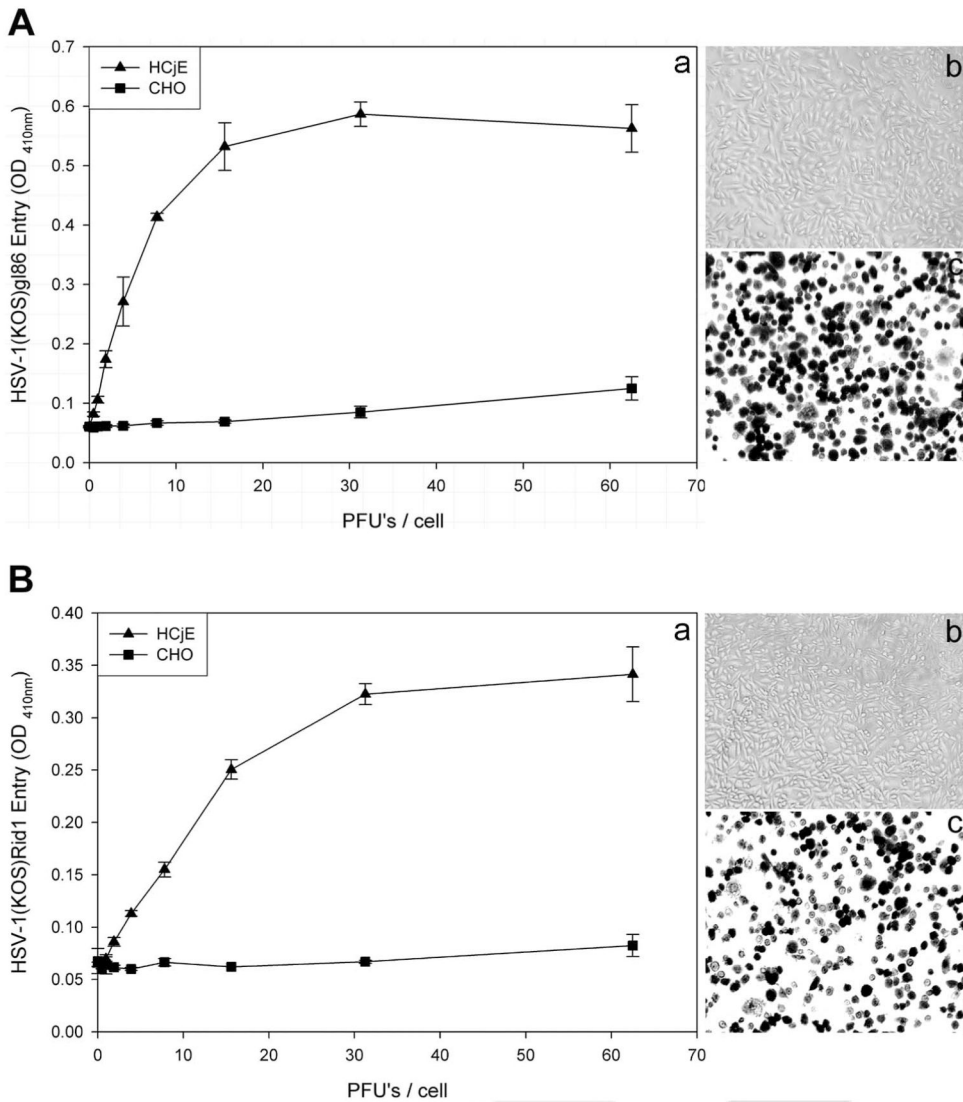 A
a
HCjE
CHO
HSV-1(KOS)gl86 Entry (OD 410nm)
0.7
0.6
0.5
0.4
0.3
0.2
0.1
0.0
0 10 20 30 40 50 60 70
PFU's / cell
b
c
B
a
HCjE
CHO
HSV-1(KOS)Rid1 Entry (OD 410nm)
0.40
0.35
0.30
0.25
0.20
0.15
0.10
0.05
0.00
0 10 20 30 40 50 60 70
PFU's / cell
b
c